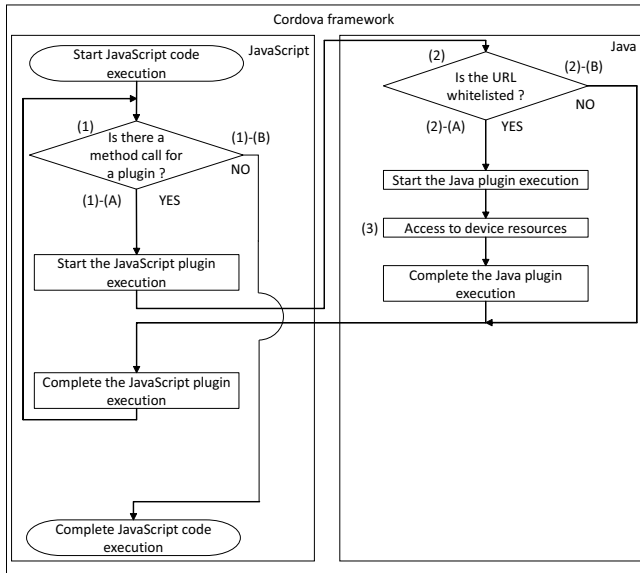 Cordova framework
JavaScript
Start JavaScript code
execution
(1)
Is there a
method call for
a plugin ?
(1)-(B)
NO
(1)-(A)
YES
Start the JavaScript plugin
execution
Complete the JavaScript plugin
execution
Complete JavaScript code
execution
Java
(2)
Is the URL
whitelisted ?
(2)-(B)
NO
(2)-(A)
YES
Start the Java plugin execution
(3)
Access to device resources
Complete the Java plugin
execution